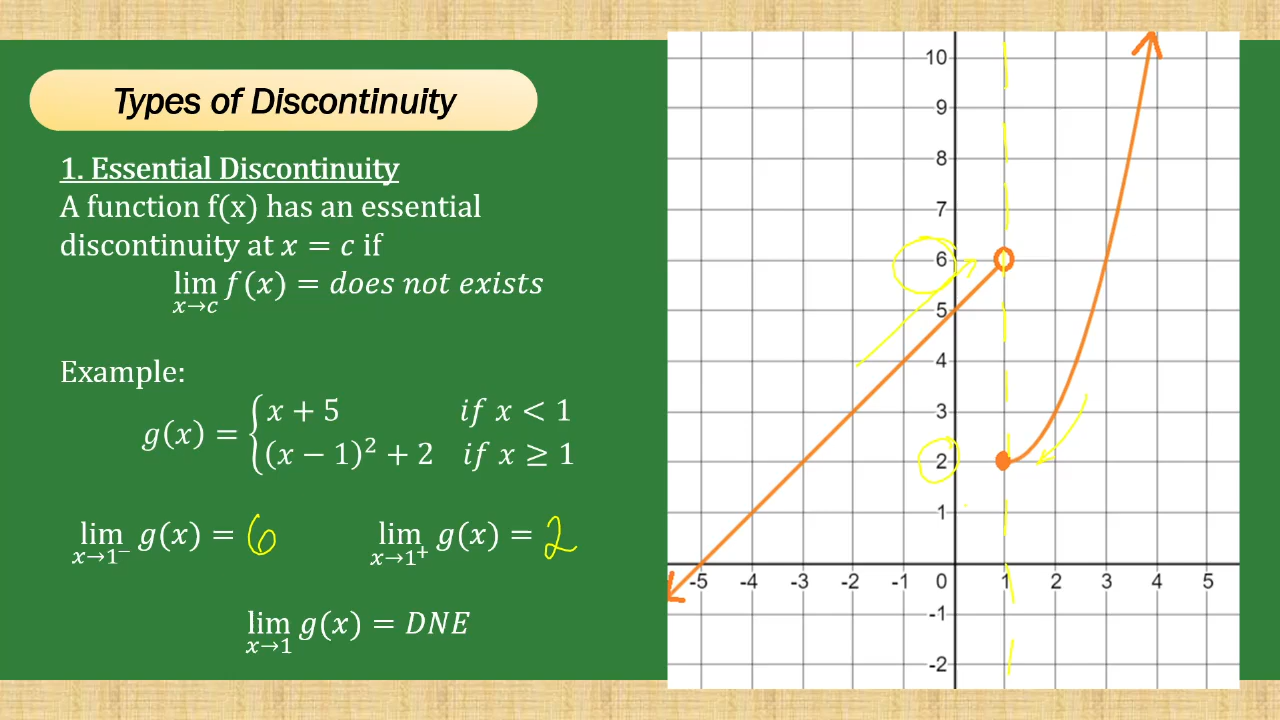 Types of Discontinuity
1. Essential Discontinuity
A function f(x) has an essential
discontinuity at x = c if
lim f(x) = does not exists
x→c
Example:
g(x) = { x + 5 if x < 1
(x − 1)² + 2 if x ≥ 1
lim g(x) = 6 lim g(x) = 2
x→1⁻ x→1⁺
lim g(x) = DNE
x→1
10
9
8
7
6
5
4
3
2
1
-5 -4 -3 -2 -1 0 1 2 3 4 5
-1
-2